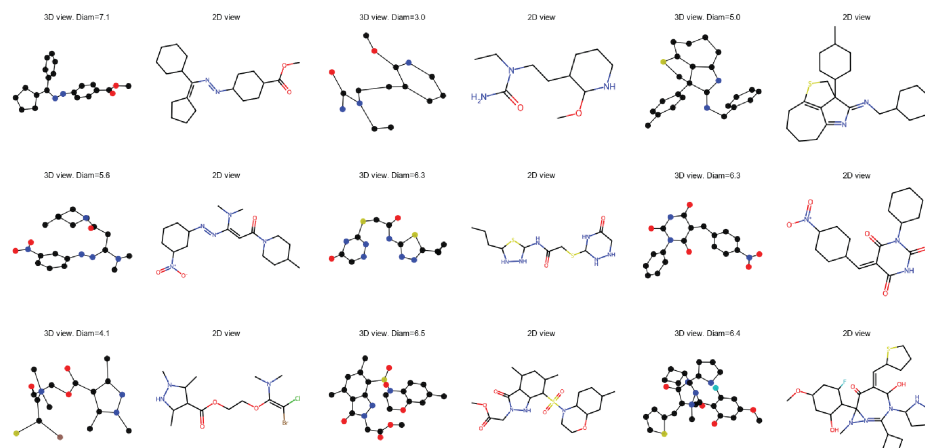 3D view. Diam=7.1
2D view
3D view. Diam=3.0
2D view
3D view. Diam=5.0
2D view
N
N
O
O
N
H₂N
O
NH
O
S
N
N
3D view. Diam=5.6
2D view
3D view. Diam=6.3
2D view
3D view. Diam=6.3
2D view
N
N
N
O
N
N⁺
O
O⁻
S
NH
HN
NH
O
S
HN
O
N
N
H
O⁻
N⁺
O
O
N
O
NH
O
3D view. Diam=4.1
2D view
3D view. Diam=6.5
2D view
3D view. Diam=6.4
2D view
N
HN
N
O
O
O
Cl
Br
O
O
O
N
N
O
S
O
N
O
S
O
F
O
OH
OH
N
N
N
N